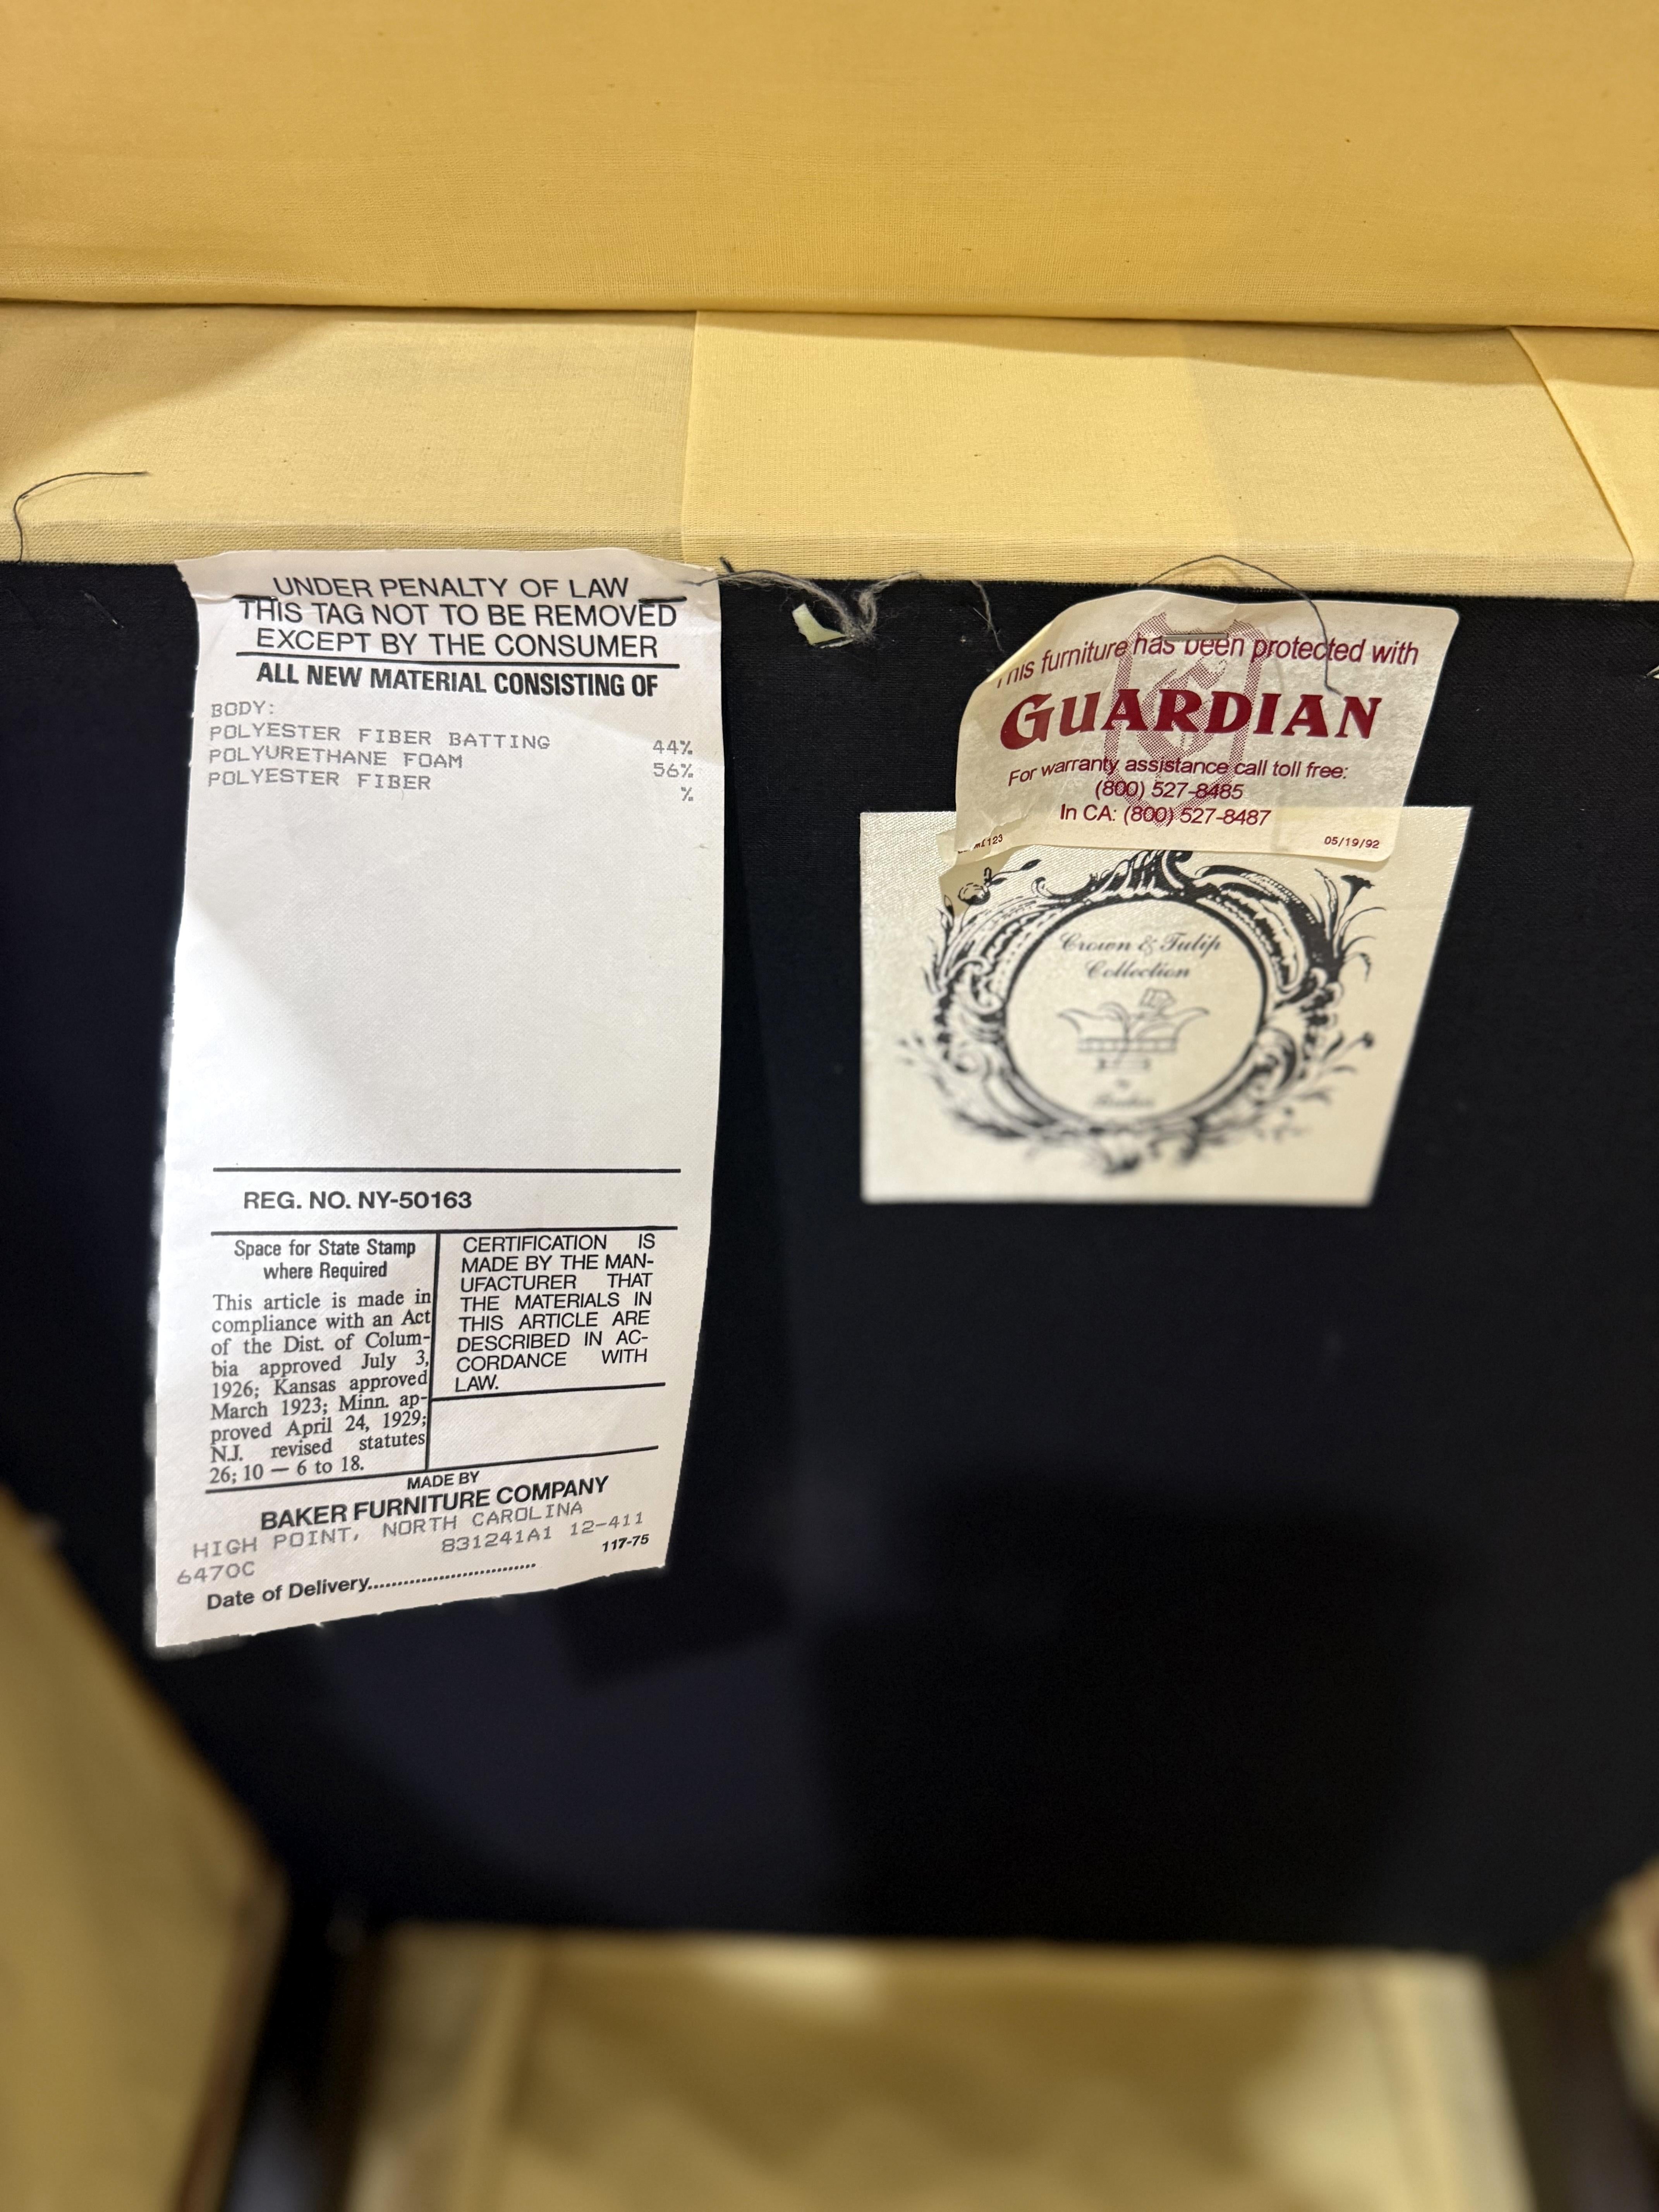 UNDER PENALTY OF LAW
THIS TAG NOT TO BE REMOVED
EXCEPT BY THE CONSUMER
ALL NEW MATERIAL CONSISTING OF
BODY:
POLYESTER FIBER BATTING 44%
POLYURETHANE FOAM 56%
POLYESTER FIBER %
REG. NO. NY-50163
Space for State Stamp
where Required
This article is made in
compliance with an Act
of the Dist. of Colum-
bia approved July 3,
1926; Kansas approved
March 1923; Minn. ap-
proved April 24, 1929;
N.J. revised statutes
26; 10 — 6 to 18.
CERTIFICATION IS
MADE BY THE MAN-
UFACTURER THAT
THE MATERIALS IN
THIS ARTICLE ARE
DESCRIBED IN AC-
CORDANCE WITH
LAW.
MADE BY
BAKER FURNITURE COMPANY
HIGH POINT, NORTH CAROLINA
831241A1 12-411
6470C
117-75
Date of Delivery
This furniture has been protected with
GUARDIAN
For warranty assistance call toll free:
(800) 527-8485
In CA: (800) 527-8487
05/19/92
Crown & Tulip
Collection
by
Baker